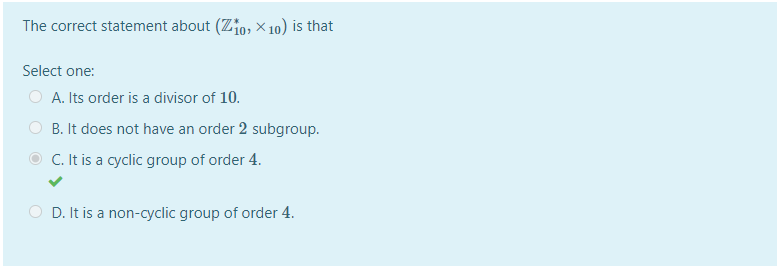 The correct statement about (ℤ*₁₀, ×₁₀) is that
Select one:
A. Its order is a divisor of 10.
B. It does not have an order 2 subgroup.
C. It is a cyclic group of order 4.
D. It is a non-cyclic group of order 4.